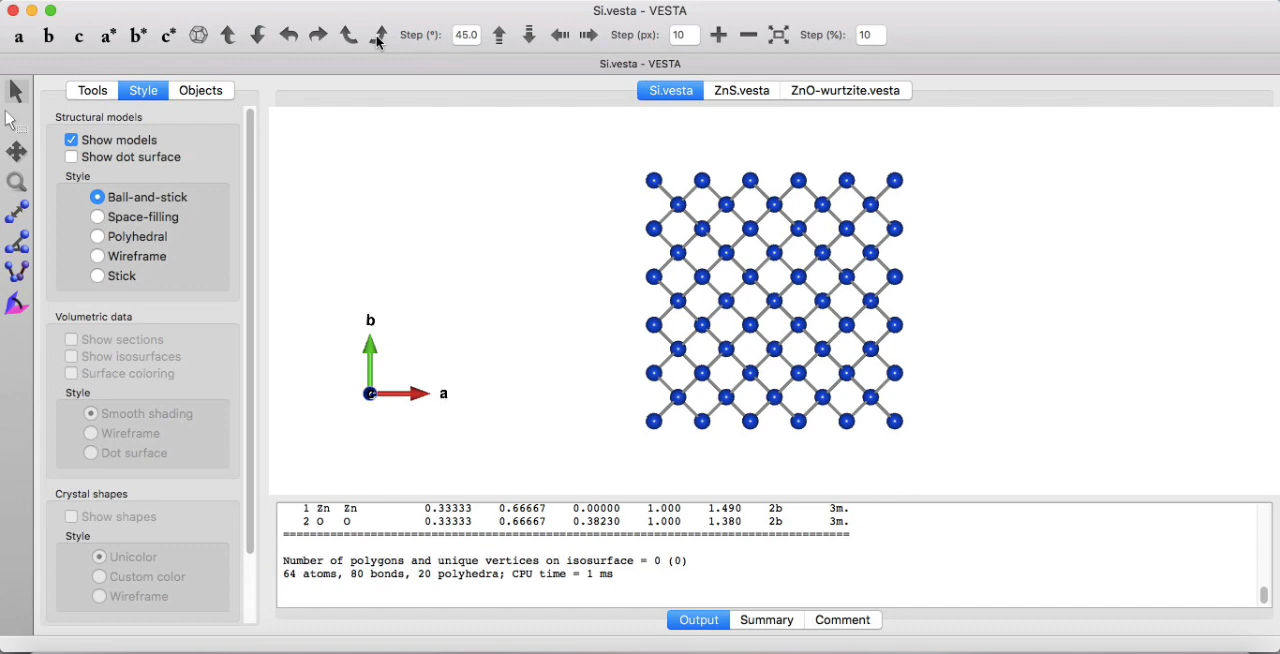 Si.vesta - VESTA
a b c a* b* c* Step (°): 45.0 Step (px): 10 Step (%): 10
Si.vesta - VESTA
Tools Style Objects
Si.vesta ZnS.vesta ZnO-wurtzite.vesta
Structural models
Show models
Show dot surface
Style
Ball-and-stick
Space-filling
Polyhedral
Wireframe
Stick
Volumetric data
Show sections
Show isosurfaces
Surface coloring
Style
Smooth shading
Wireframe
Dot surface
Crystal shapes
Show shapes
Style
Unicolor
Custom color
Wireframe
b
c a
1 Zn Zn 0.33333 0.66667 0.00000 1.000 1.490 2b 3m.
2 O O 0.33333 0.66667 0.38230 1.000 1.380 2b 3m.
Number of polygons and unique vertices on isosurface = 0 (0)
64 atoms, 80 bonds, 20 polyhedra; CPU time = 1 ms
Output Summary Comment